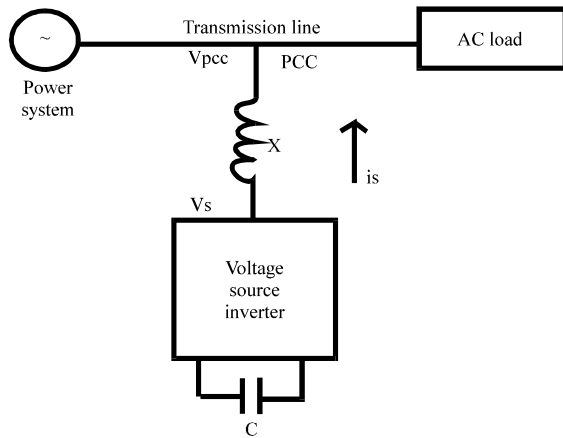 Transmission line
~
AC load
Vpcc
PCC
Power
system
X
is
Vs
Voltage
source
inverter
C